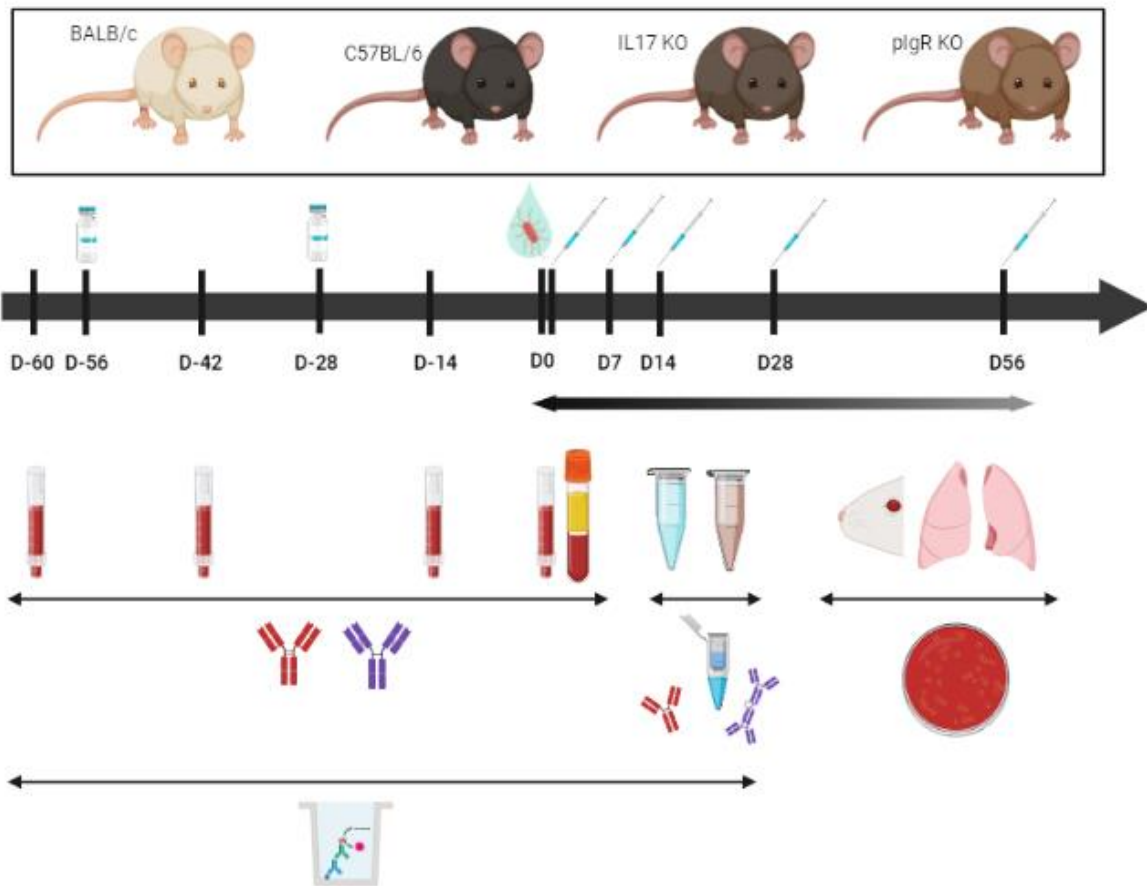 BALB/c
C57BL/6
IL17 KO
pIgR KO
D-60 D-56 D-42 D-28 D-14 D0 D7 D14 D28 D56